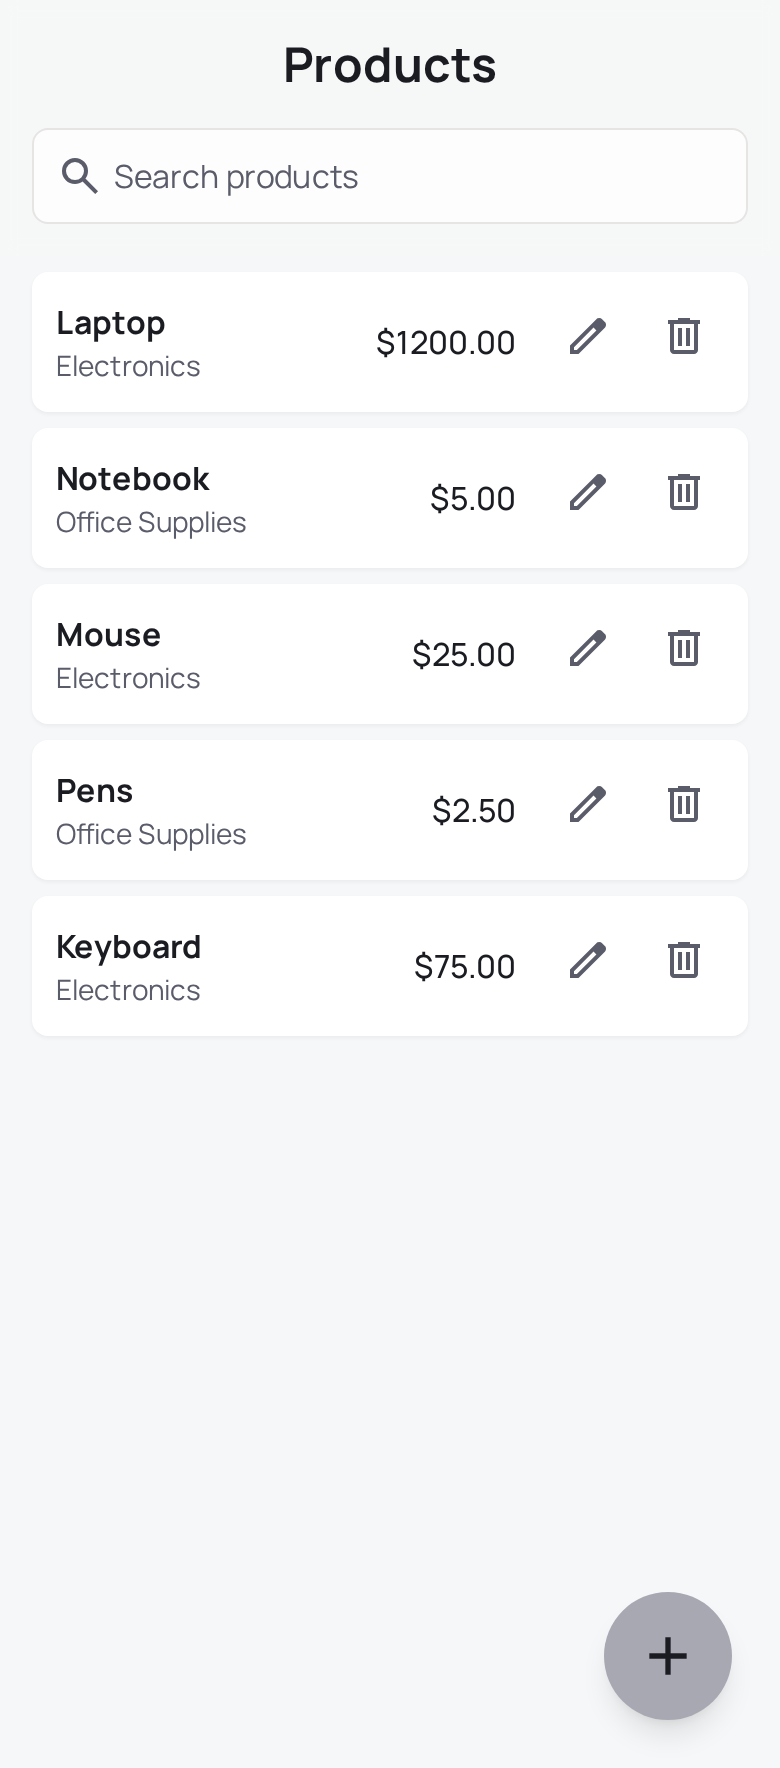 Products
Search products
Laptop
Electronics
$1200.00
Notebook
Office Supplies
$5.00
Mouse
Electronics
$25.00
Pens
Office Supplies
$2.50
Keyboard
Electronics
$75.00